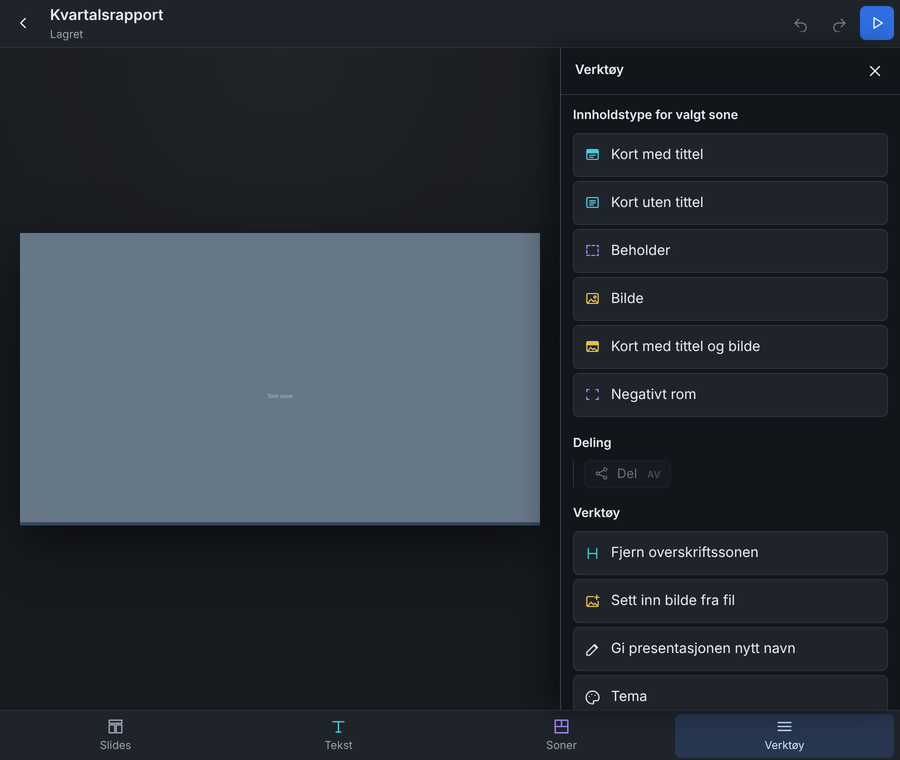 Kvartalsrapport
Lagret
Verktøy
Innholdstype for valgt sone
Kort med tittel
Kort uten tittel
Beholder
Bilde
Kort med tittel og bilde
Negativt rom
Tom sone
Deling
Del AV
Verktøy
Fjern overskriftssonen
Sett inn bilde fra fil
Gi presentasjonen nytt navn
Tema
Slides
Tekst
Soner
Verktøy